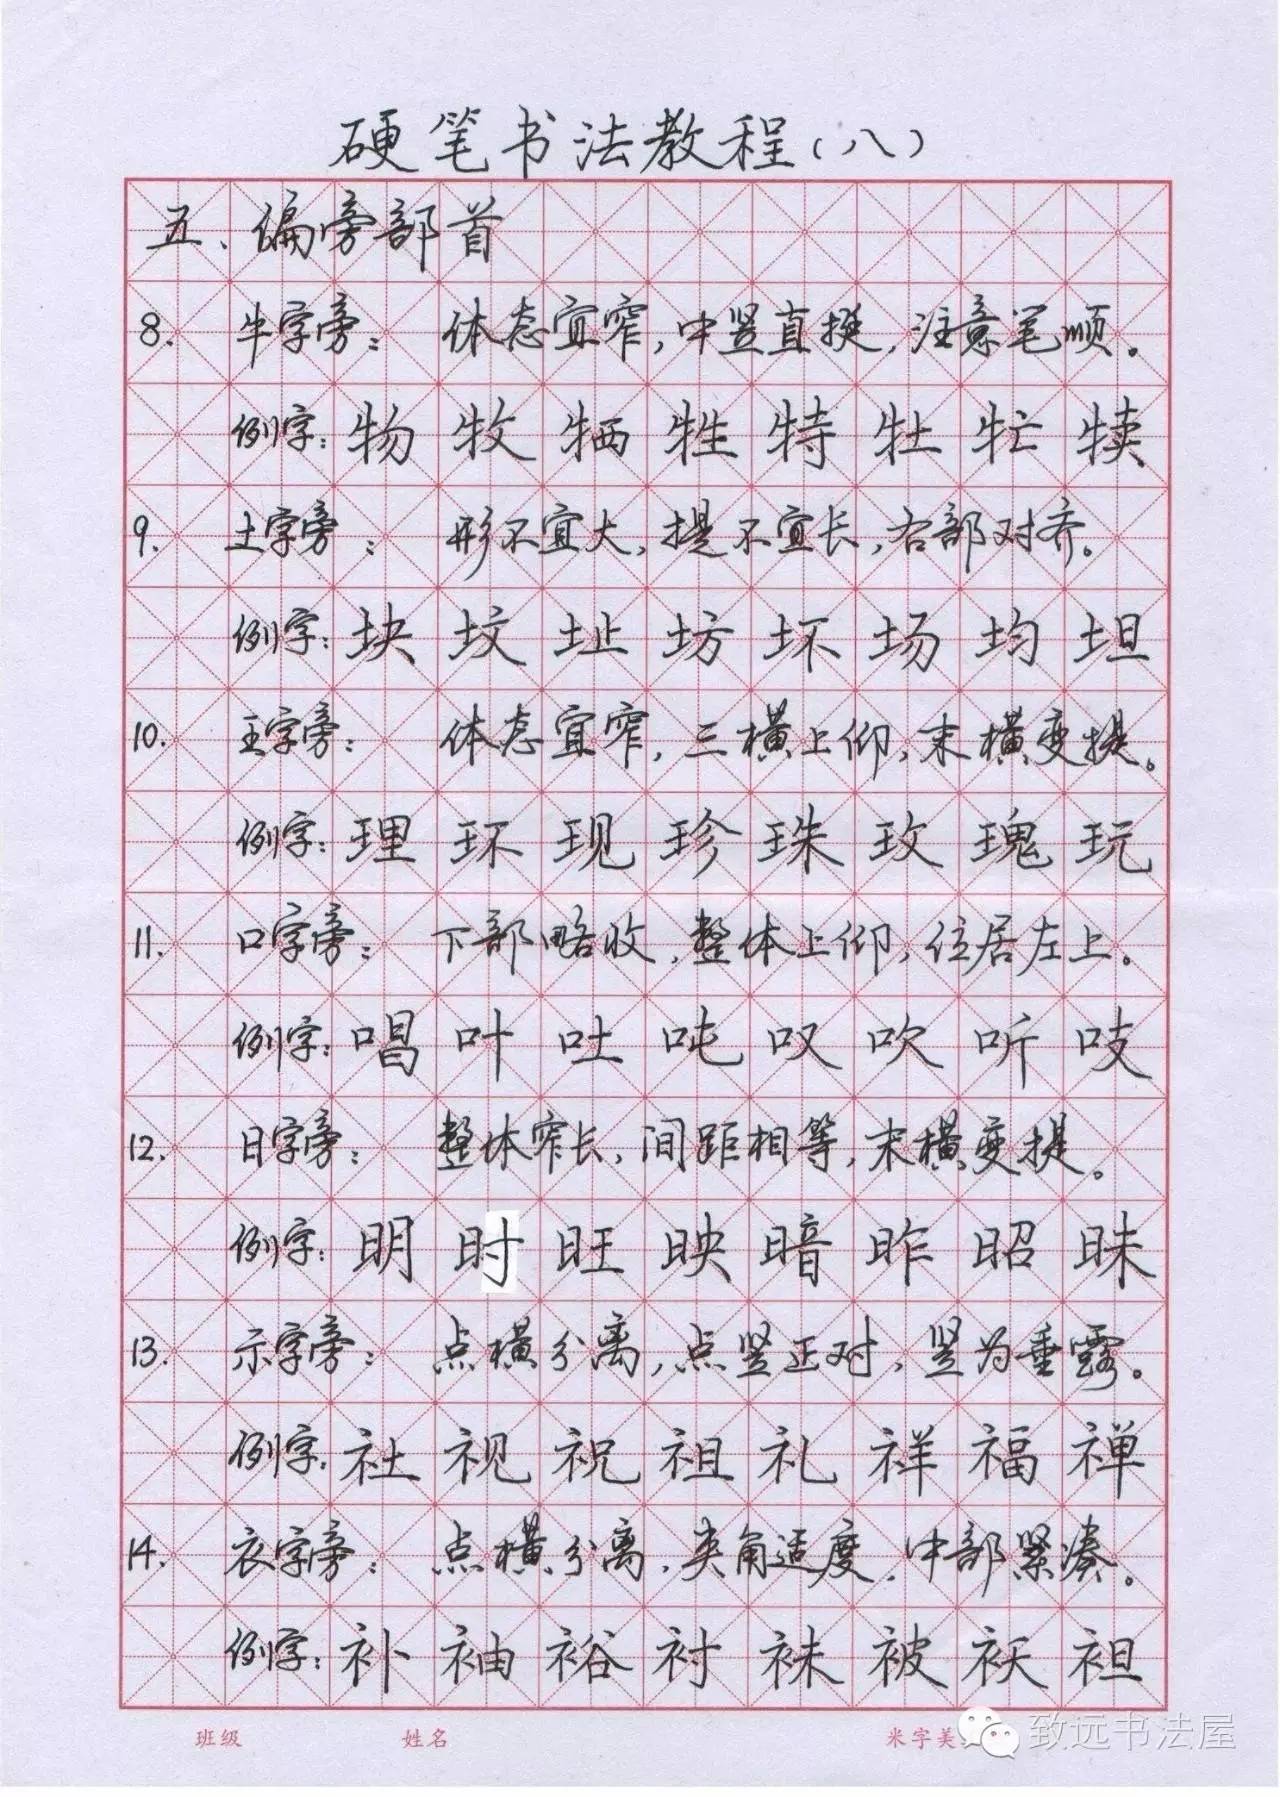 硬笔书法教程(八)
五、偏旁部首
8. 牛字旁: 体态宜窄,中竖直挺,注意笔顺。
例字: 物 牧 牺 牲 特 牡 牤 犊
9. 土字旁: 形不宜大,提不宜长,右部对齐。
例字: 块 坟 址 坊 坏 场 均 坦
10. 王字旁: 体态宜窄,三横上仰,末横变提。
例字: 理 环 现 珍 珠 玫 瑰 玩
11. 口字旁: 下部略收,整体上仰,位居左上。
例字: 唱 叶 吐 吨 叹 吹 听 吱
12. 日字旁: 整体窄长,间距相等,末横变提。
例字: 明 时 旺 映 暗 昨 昭 昧
13. 示字旁: 点横分离,点竖正对,竖为垂露。
例字: 社 视 祝 祖 礼 祥 福 禅
14. 衣字旁: 点横分离,夹角适度,中部紧凑。
例字: 补 袖 裕 衬 袜 被 袄 袒
班级 姓名 米字美
致远书法屋